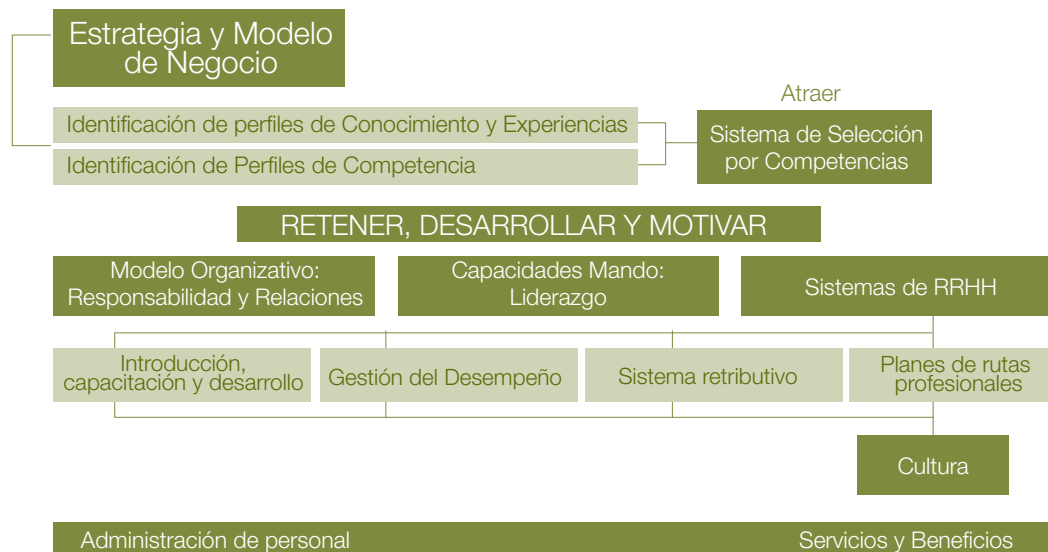 Estrategia y Modelo
de Negocio
Atraer
Identificación de perfiles de Conocimiento y Experiencias
Identificación de Perfiles de Competencia
Sistema de Selección
por Competencias
RETENER, DESARROLLAR Y MOTIVAR
Modelo Organizativo:
Responsabilidad y Relaciones
Capacidades Mando:
Liderazgo
Sistemas de RRHH
Introducción,
capacitación y desarrollo
Gestión del Desempeño
Sistema retributivo
Planes de rutas
profesionales
Cultura
Administración de personal
Servicios y Beneficios